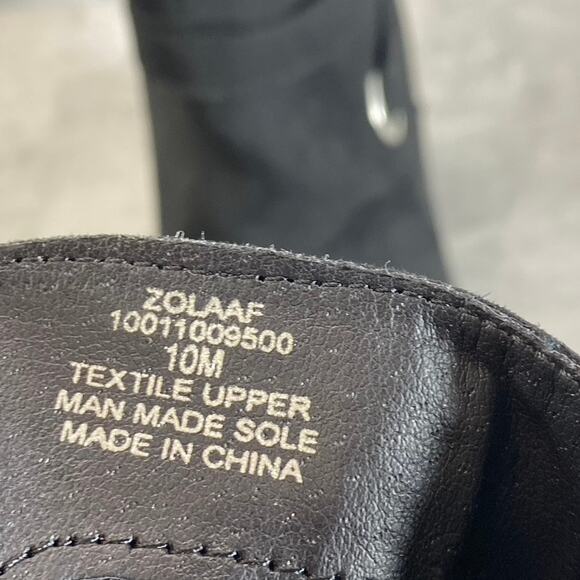 ZOLAAF
10011009500
10M
TEXTILE UPPER
MAN MADE SOLE
MADE IN CHINA